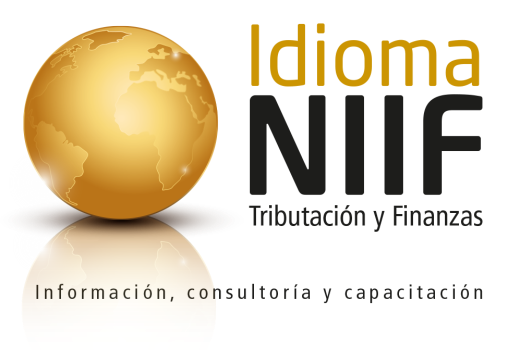 Idioma
NIIF
Tributación y Finanzas
Información, consultoría y capacitación